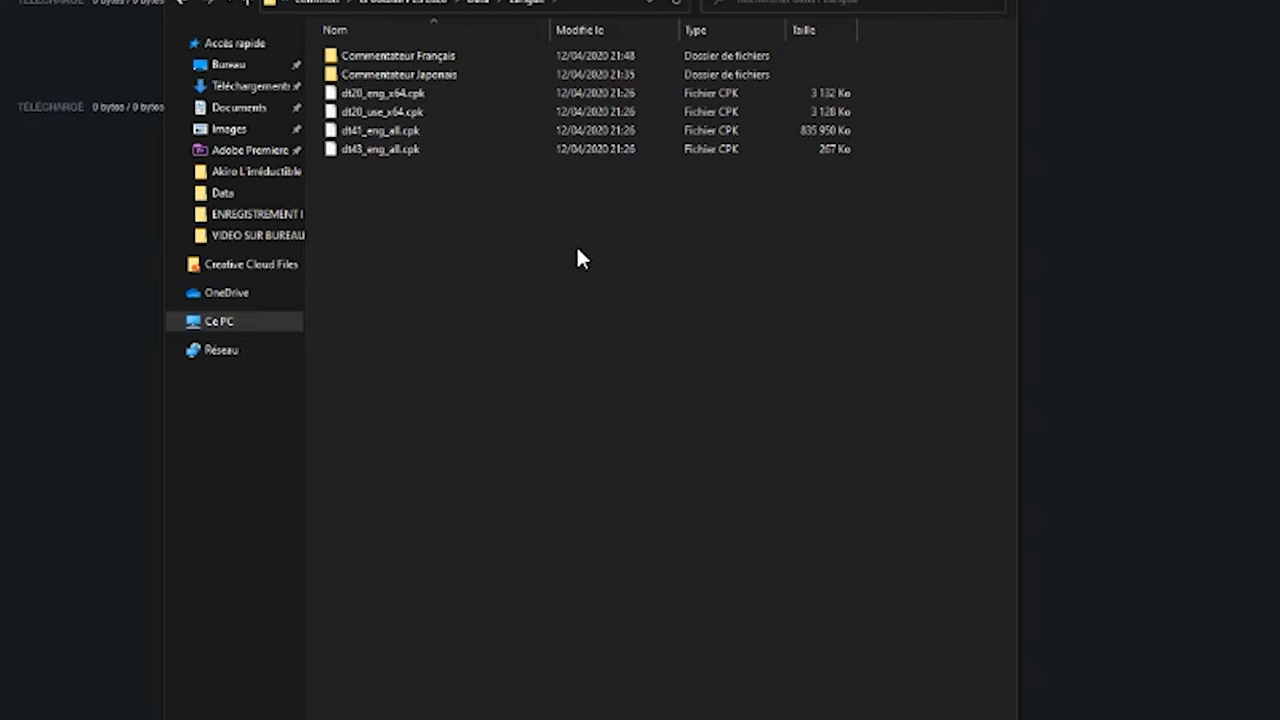 TÉLÉCHARGÉ 0 bytes / 0 bytes
Nom Modifié le Type Taille
Accès rapide
Bureau
Téléchargements
Documents
Images
Adobe Premiere
Akiro L'irréductible
Data
ENREGISTREMENT
VIDEO SUR BUREAU
Creative Cloud Files
OneDrive
Ce PC
Réseau
Commentateur Français 12/04/2020 21:48 Dossier de fichiers
Commentateur Japonais 12/04/2020 21:35 Dossier de fichiers
dt20_eng_x64.cpk 12/04/2020 21:26 Fichier CPK 3 132 Ko
dt20_use_x64.cpk 12/04/2020 21:26 Fichier CPK 3 128 Ko
dt41_eng_all.cpk 12/04/2020 21:26 Fichier CPK 835 950 Ko
dt43_eng_all.cpk 12/04/2020 21:26 Fichier CPK 267 Ko